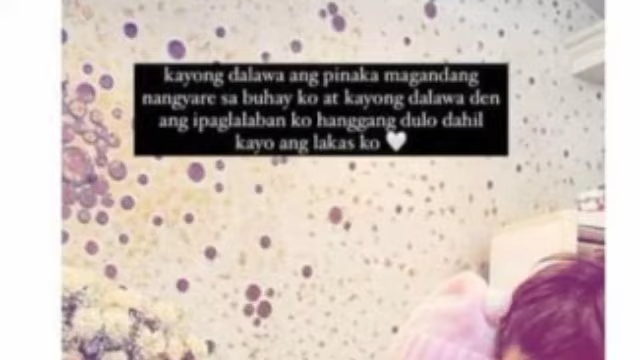 kayong dalawa ang pinaka magandang
nangyare sa buhay ko at kayong dalawa den
ang ipaglalaban ko hanggang dulo dahil
kayo ang lakas ko 🤍